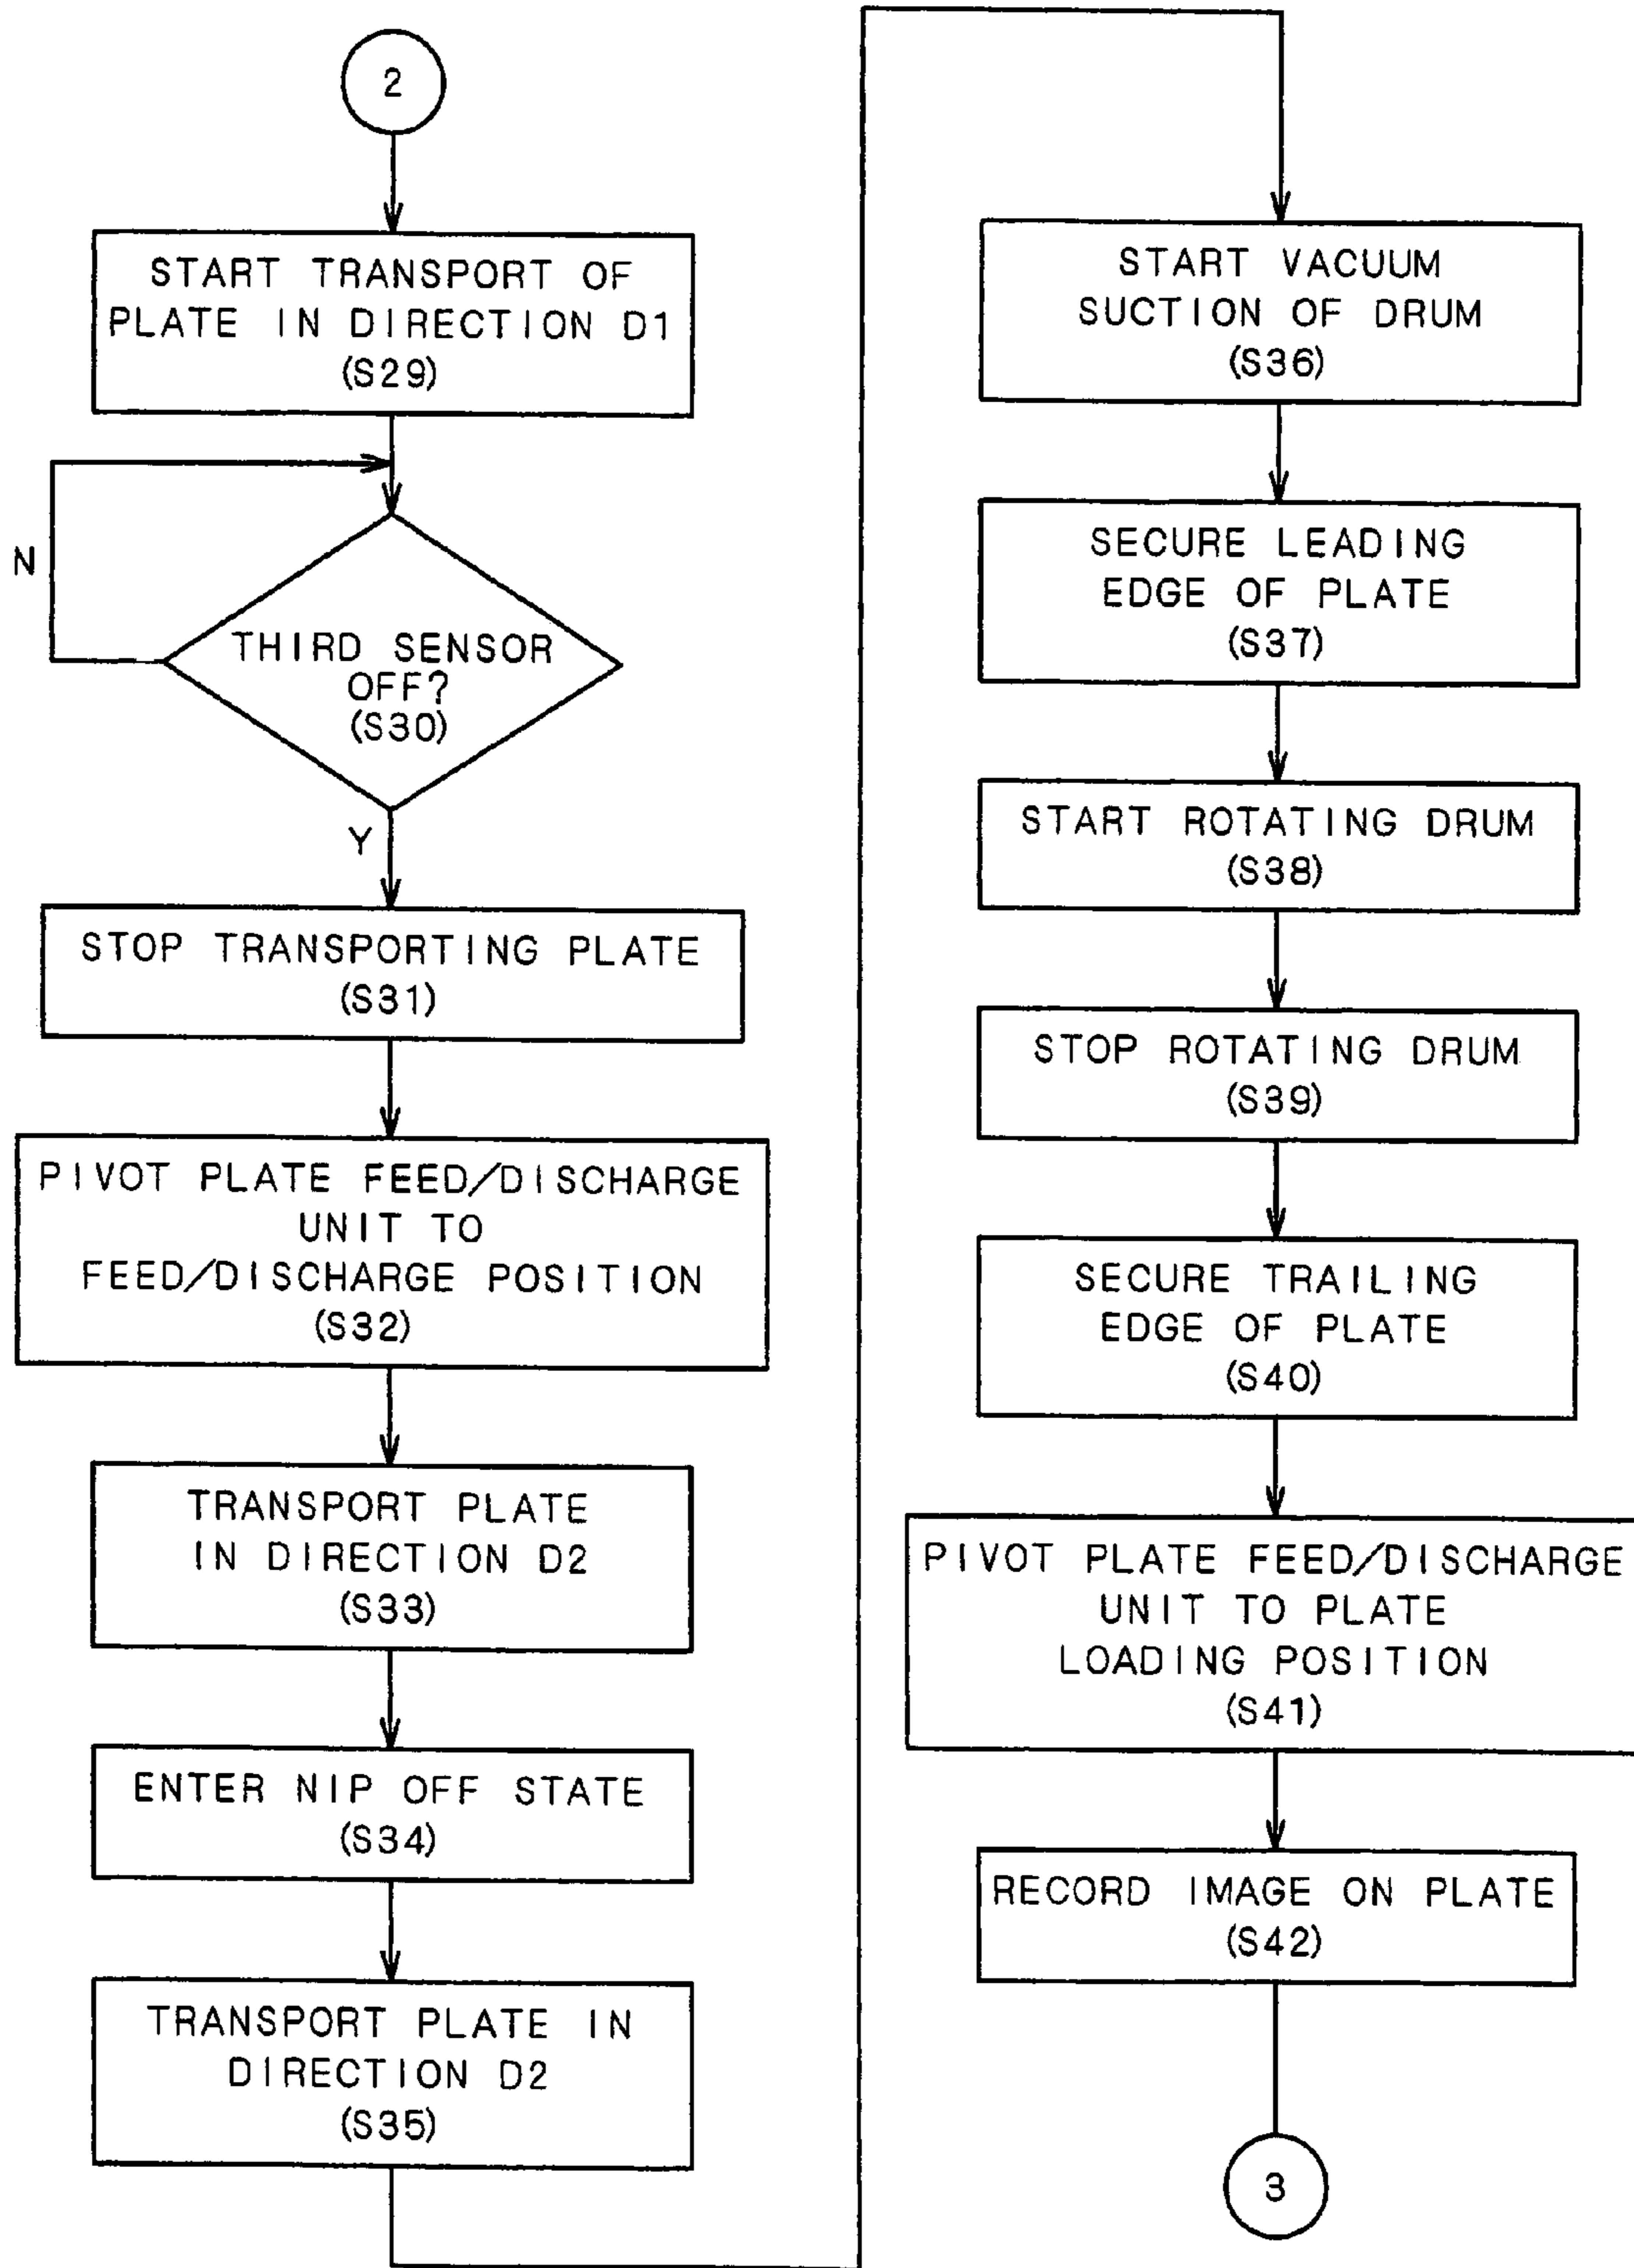 2
START TRANSPORT OF
PLATE IN DIRECTION D1
(S29)
N
THIRD SENSOR
OFF?
(S30)
Y
STOP TRANSPORTING PLATE
(S31)
PIVOT PLATE FEED/DISCHARGE
UNIT TO
FEED/DISCHARGE POSITION
(S32)
TRANSPORT PLATE
IN DIRECTION D2
(S33)
ENTER NIP OFF STATE
(S34)
TRANSPORT PLATE IN
DIRECTION D2
(S35)
START VACUUM
SUCTION OF DRUM
(S36)
SECURE LEADING
EDGE OF PLATE
(S37)
START ROTATING DRUM
(S38)
STOP ROTATING DRUM
(S39)
SECURE TRAILING
EDGE OF PLATE
(S40)
PIVOT PLATE FEED/DISCHARGE
UNIT TO PLATE
LOADING POSITION
(S41)
RECORD IMAGE ON PLATE
(S42)
3